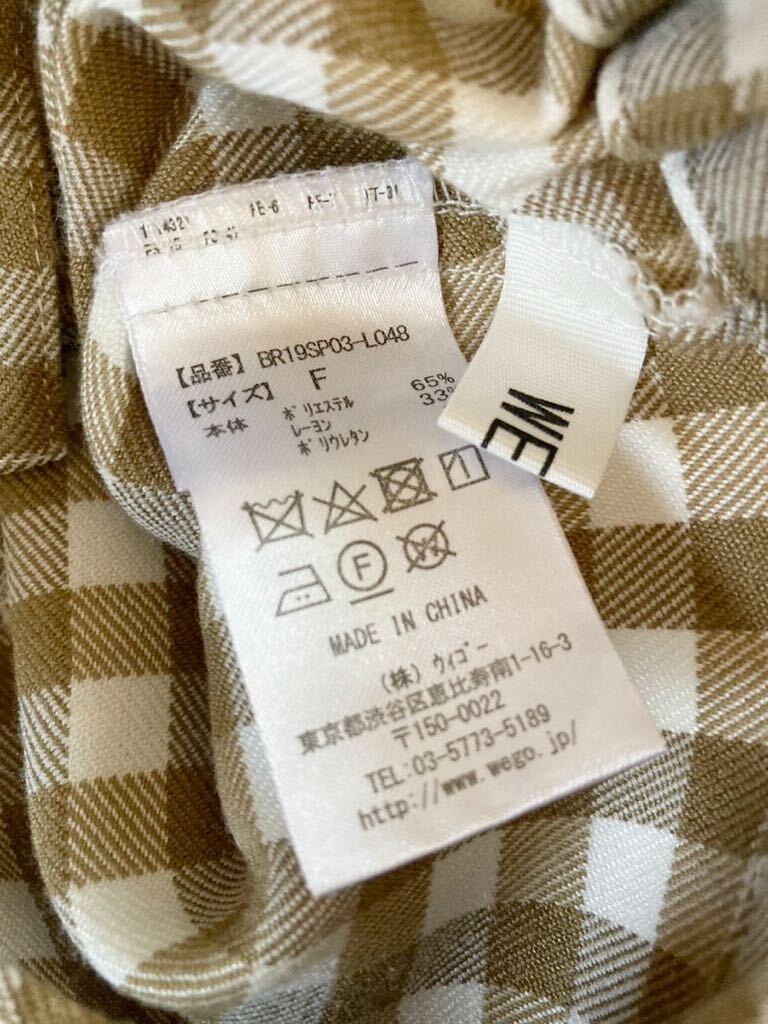 【品番】 BR19SP03-L048
【サイズ】 F
本体 ポリエステル 65%
レーヨン 33%
ポリウレタン
WE
F
W
MADE IN CHINA
(株) ウィゴー
東京都渋谷区恵比寿南1-16-3
〒150-0022
TEL:03-5773-5189
http://www.wego.jp/